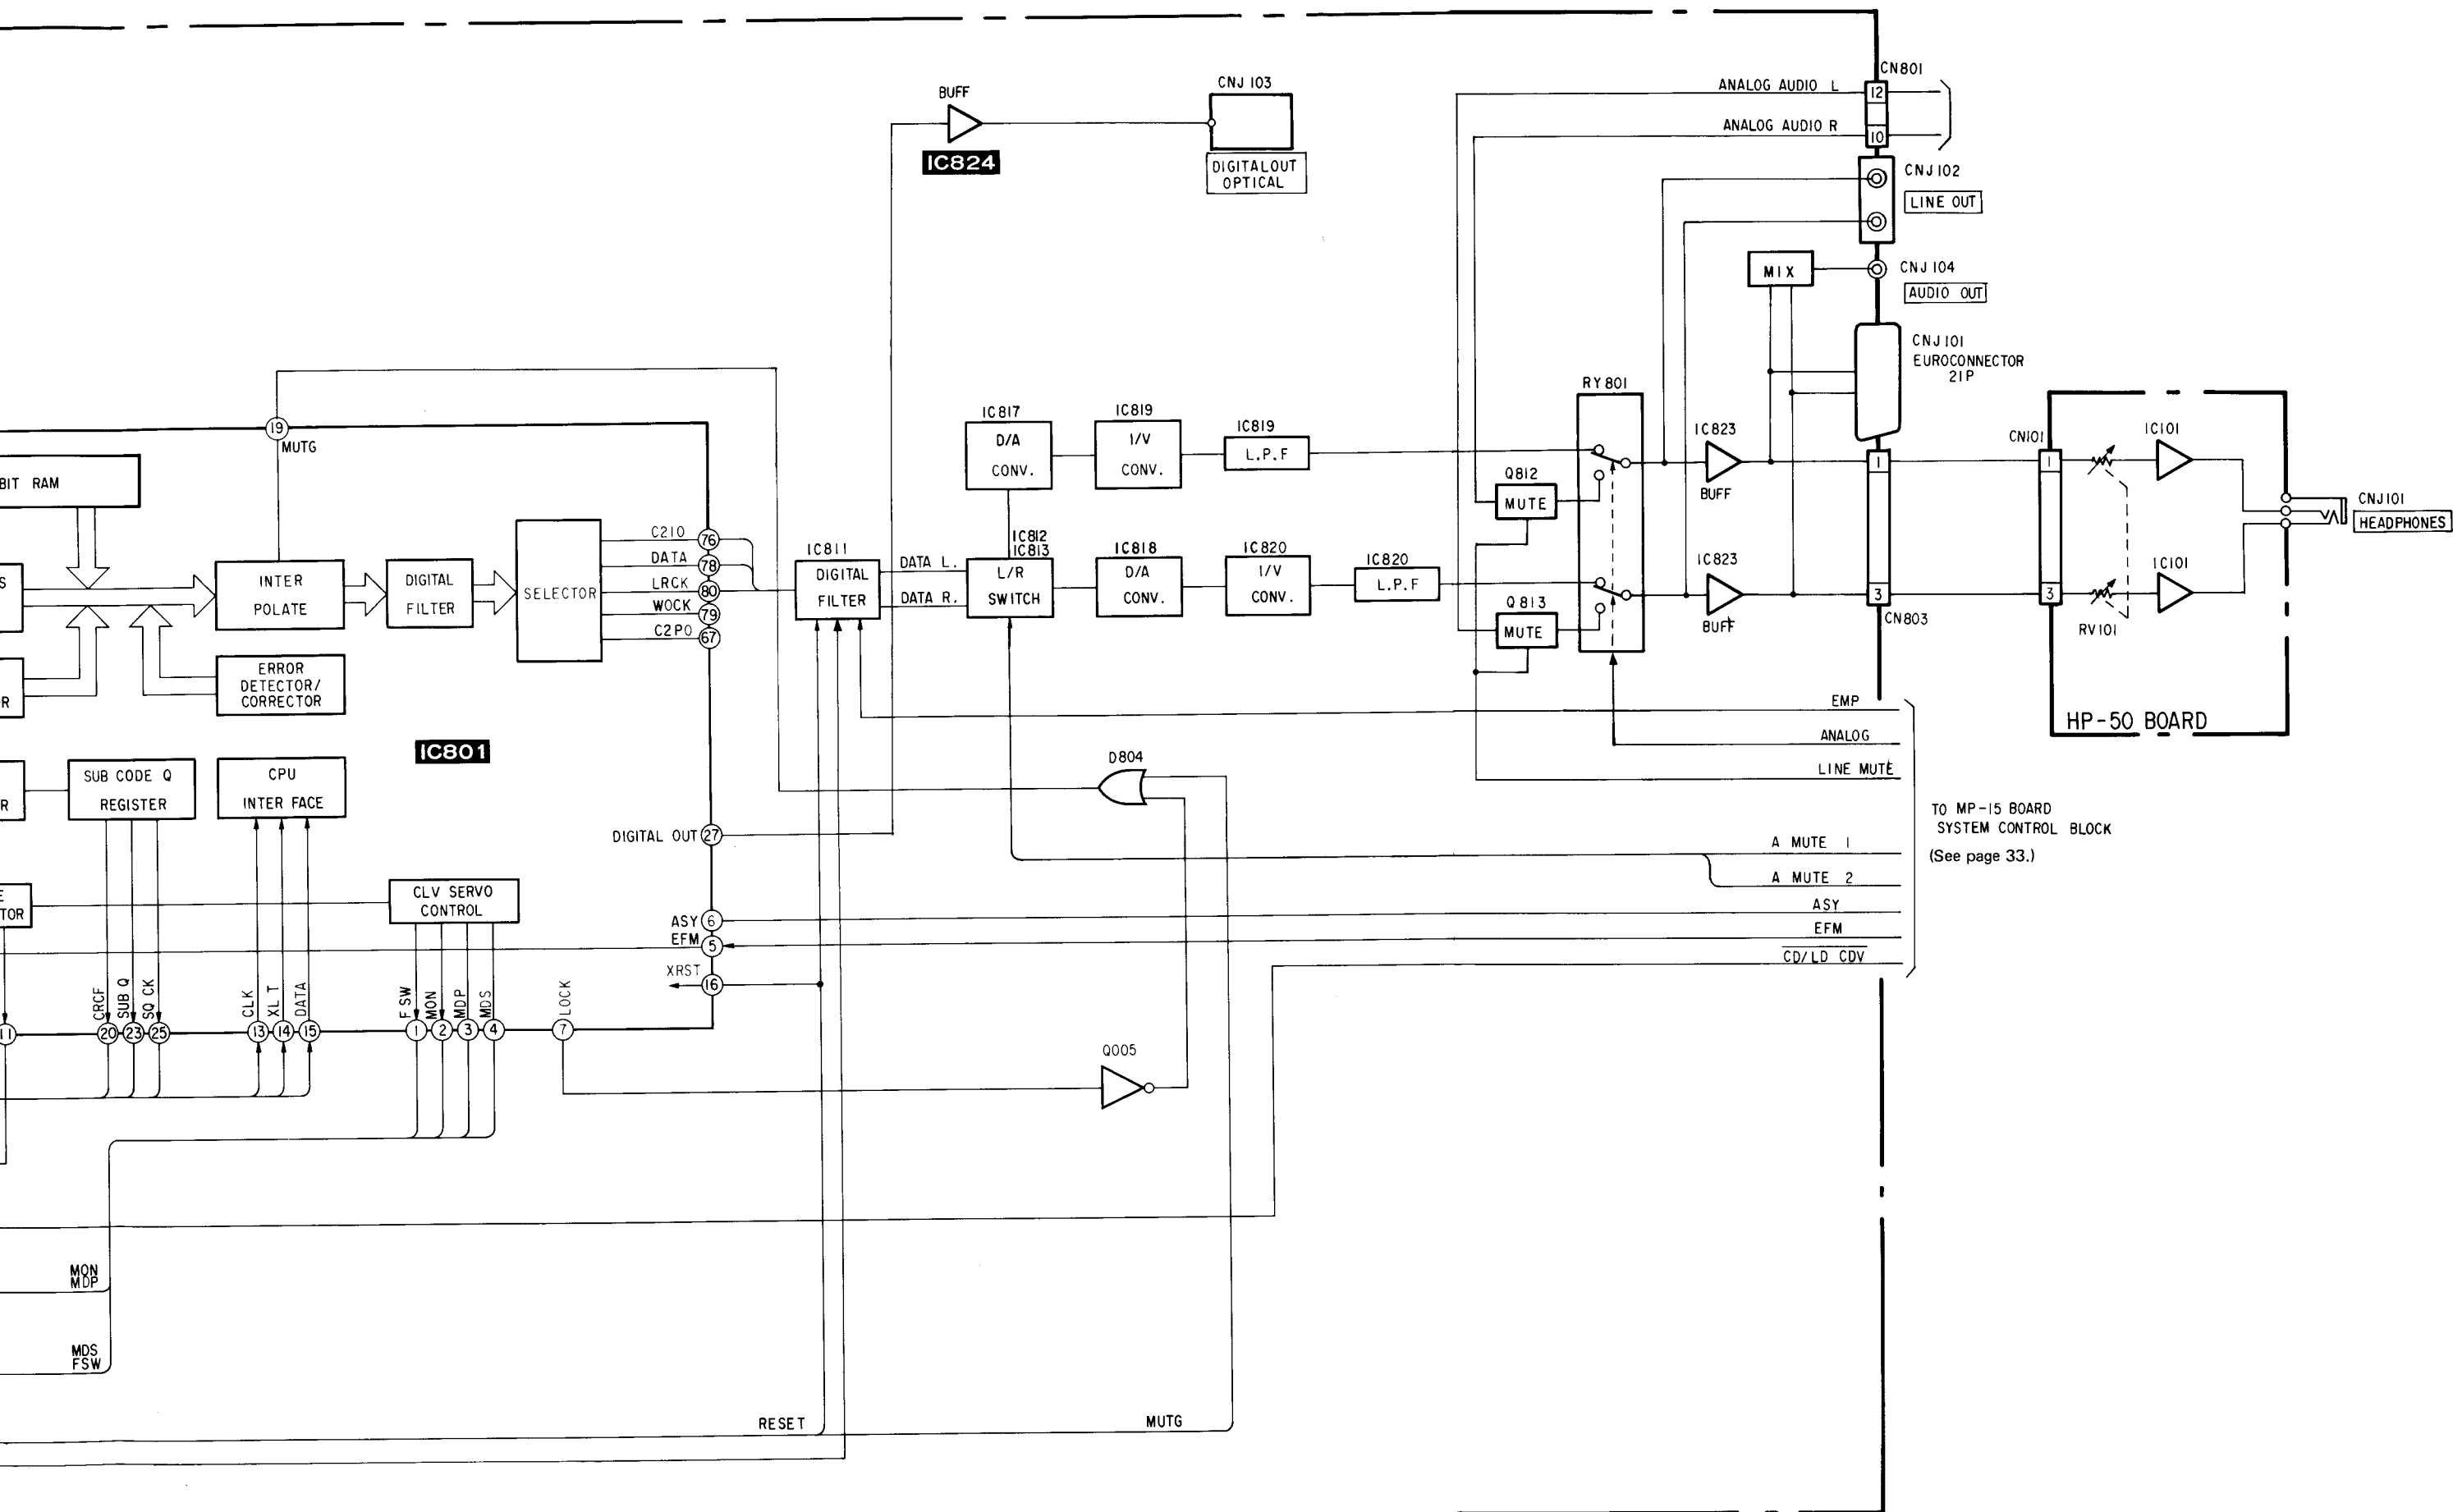 CN801
ANALOG AUDIO L
12
ANALOG AUDIO R
10
BUFF
IC824
CNJ103
DIGITAL OUT
OPTICAL
CNJ102
LINE OUT
MIX
CNJ104
AUDIO OUT
CNJ101
EUROCONNECTOR
21P
RY801
19
MUTG
BIT RAM
IC817
D/A
CONV.
IC819
I/V
CONV.
IC819
L.P.F
IC823
BUFF
1
CN101
1
IC101
Q812
MUTE
CNJ101
HEADPHONES
S
INTER
POLATE
DIGITAL
FILTER
SELECTOR
C210
76
DATA
78
LRCK
80
WOCK
79
C2PO
67
IC811
DIGITAL
FILTER
DATA L.
DATA R.
IC812
IC813
L/R
SWITCH
IC818
D/A
CONV.
IC820
I/V
CONV.
IC820
L.P.F
Q813
MUTE
IC823
BUFF
3
CN803
3
RV101
IC101
R
ERROR
DETECTOR/
CORRECTOR
HP-50 BOARD
EMP
ANALOG
LINE MUTE
IC801
R
SUB CODE Q
REGISTER
CPU
INTER FACE
D804
TO MP-15 BOARD
SYSTEM CONTROL BLOCK
(See page 33.)
DIGITAL OUT
27
A MUTE 1
A MUTE 2
E
TOR
CLV SERVO
CONTROL
ASY
6
ASY
EFM
5
EFM
CD/LD CDV
XRST
16
CRCF
SUB Q
SQ CK
CLK
XLT
DATA
FSW
MON
MDP
MDS
LOCK
11
20
23
25
13
14
15
1
2
3
4
7
Q005
MON
MDP
MDS
FSW
RESET
MUTG